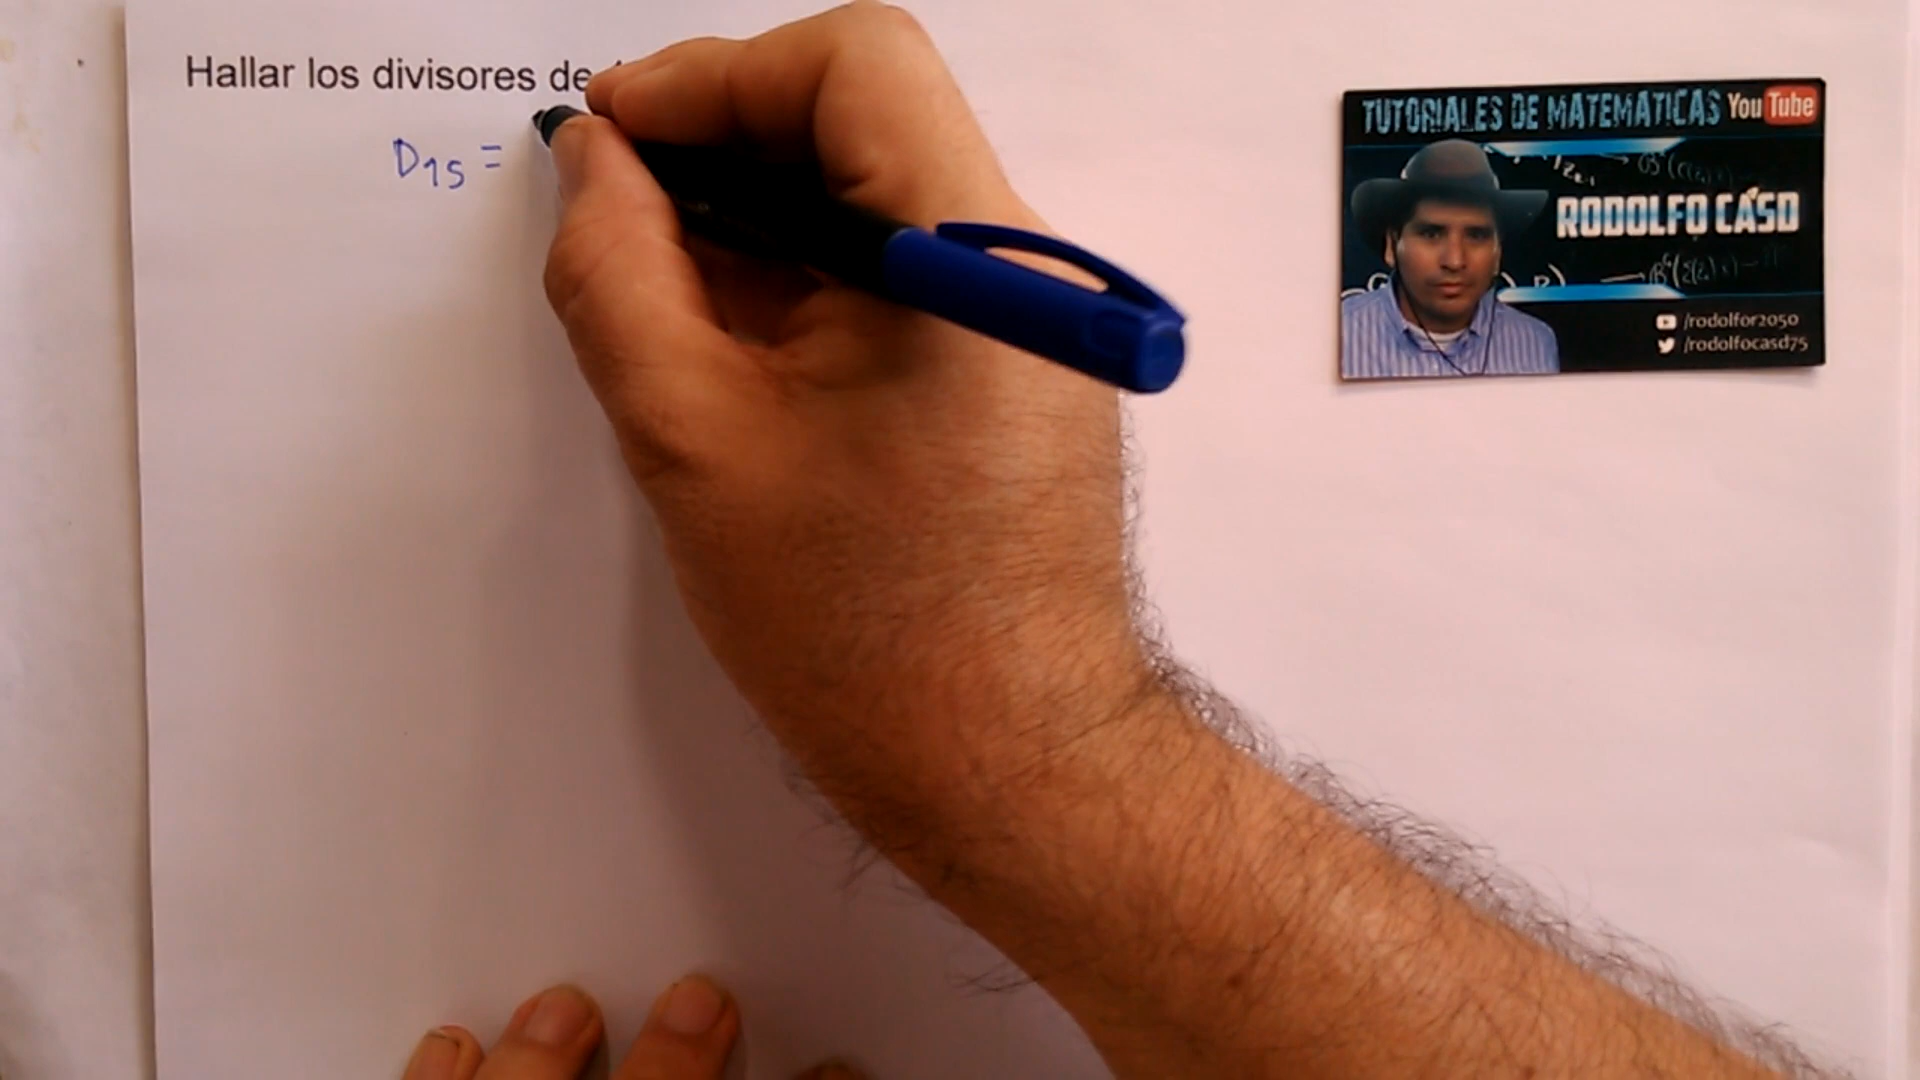 Hallar los divisores de
D15 =
TUTORIALES DE MATEMATICAS YouTube
RODOLFO CASD
/rodolfor2050
/rodolfocasd75